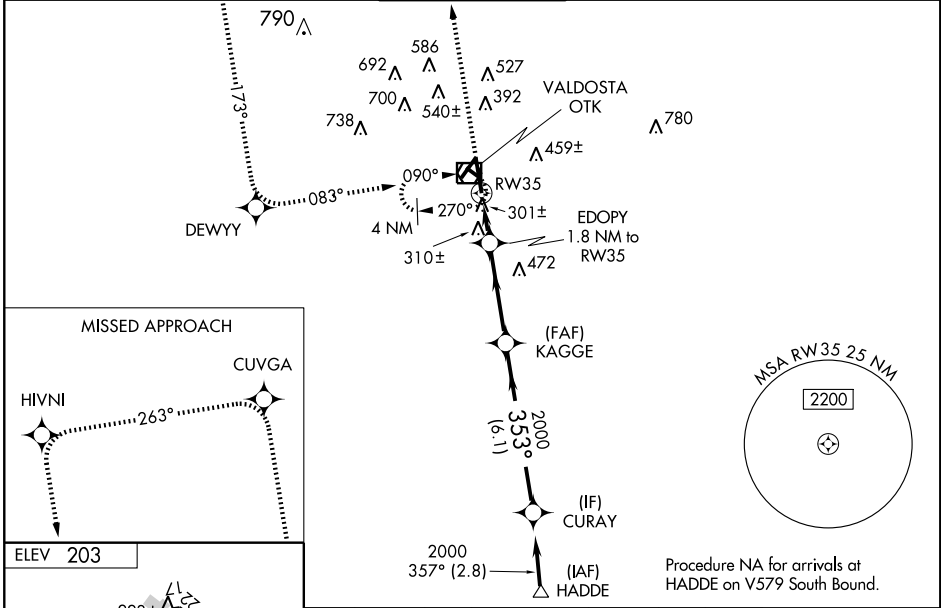 790
586
692
527
700
540±
392
738
VALDOSTA
OTK
780
459±
173°
090°
RW35
083°
DEWYY
270°
4 NM
301±
310±
EDOPY
1.8 NM to
RW35
472
MISSED APPROACH
CUVGA
HIVNI
263°
(FAF)
KAGGE
MSA RW35 25 NM
2200
2000
353°
(6.1)
(IF)
CURAY
2000
357° (2.8)
(IAF)
HADDE
Procedure NA for arrivals at
HADDE on V579 South Bound.
ELEV 203
227